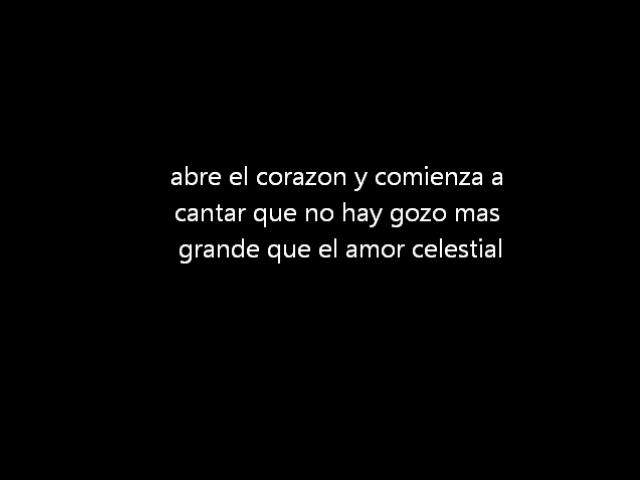 abre el corazon y comienza a
cantar que no hay gozo mas
grande que el amor celestial